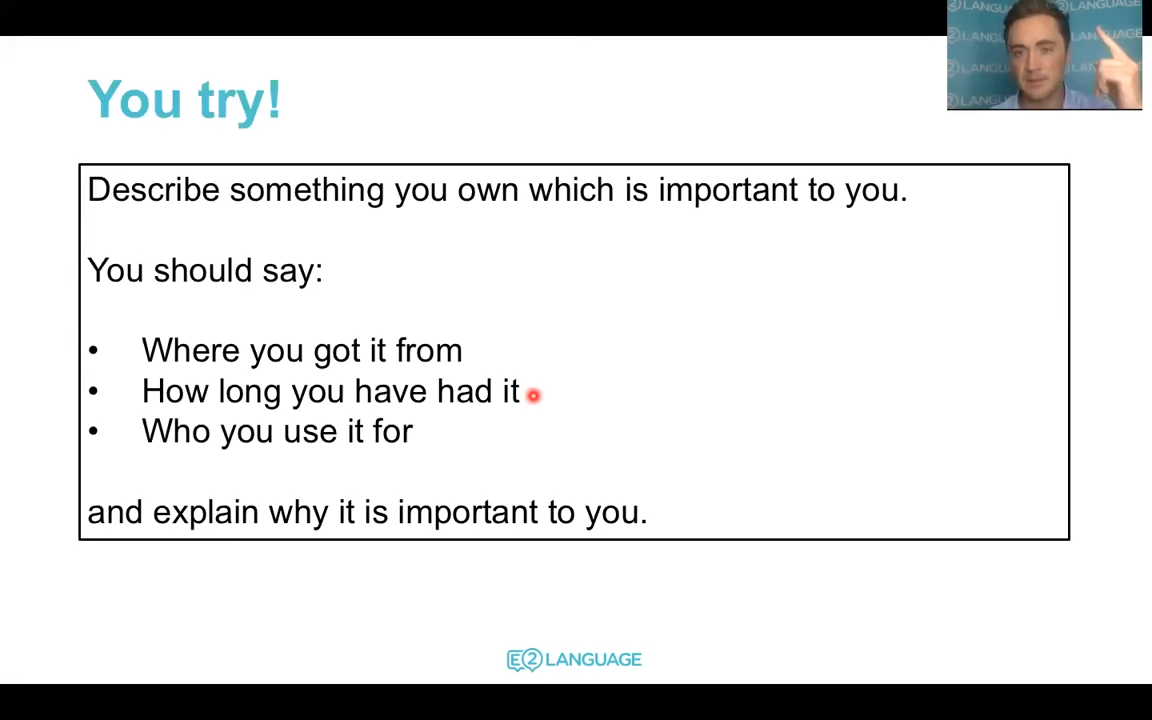 You try!
Describe something you own which is important to you.
You should say:
• Where you got it from
• How long you have had it
• Who you use it for
and explain why it is important to you.
E2 LANGUAGE